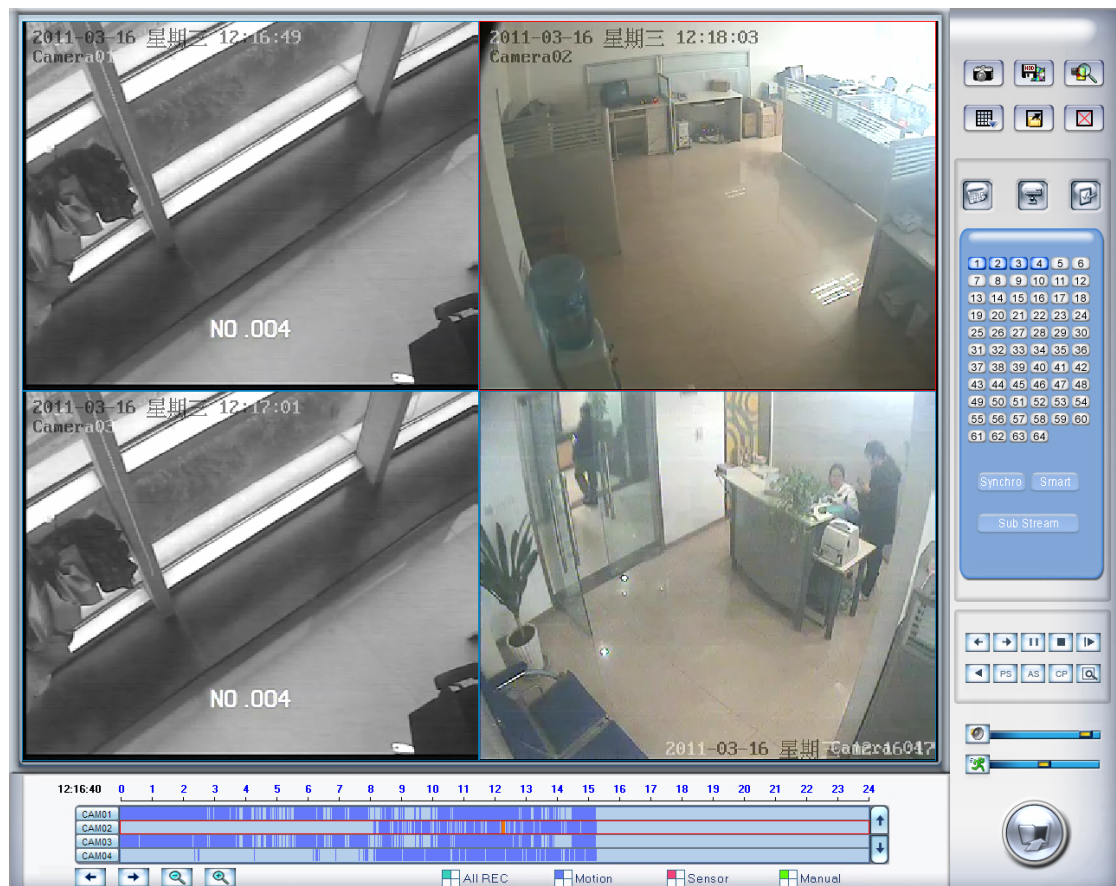 2011-03-16 星期三 12:16:49
Camera01
NO .004
2011-03-16 星期三 12:18:03
Camera02
2011-03-16 星期三 12:17:01
Camera03
NO .004
2011-03-16 星期
1 2 3 4 5 6
7 8 9 10 11 12
13 14 15 16 17 18
19 20 21 22 23 24
25 26 27 28 29 30
31 32 33 34 35 36
37 38 39 40 41 42
43 44 45 46 47 48
49 50 51 52 53 54
55 56 57 58 59 60
61 62 63 64
Synchro Smart
Sub Stream
PS AS CP
12:16:40 0 1 2 3 4 5 6 7 8 9 10 11 12 13 14 15 16 17 18 19 20 21 22 23 24
CAM01
CAM02
CAM03
CAM04
All REC Motion Sensor Manual